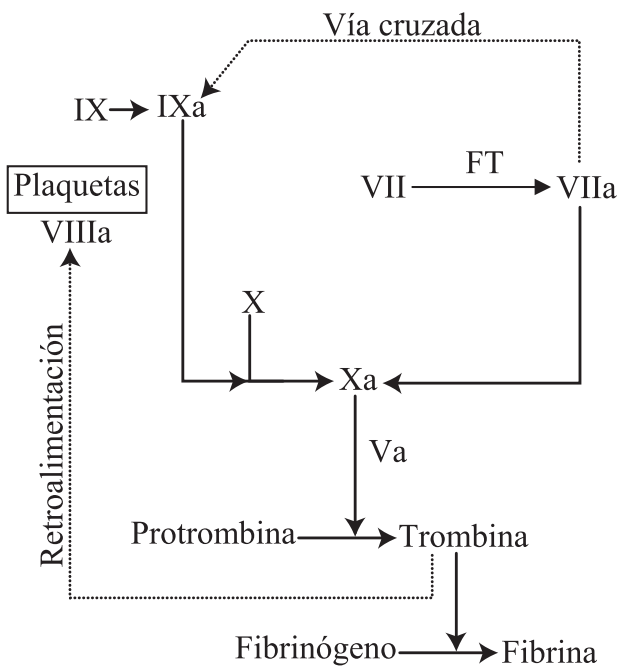 Vía cruzada
IX
IXa
Plaquetas
VIIIa
VII
FT
VIIa
X
Xa
Va
Retroalimentación
Protrombina
Trombina
Fibrinógeno
Fibrina